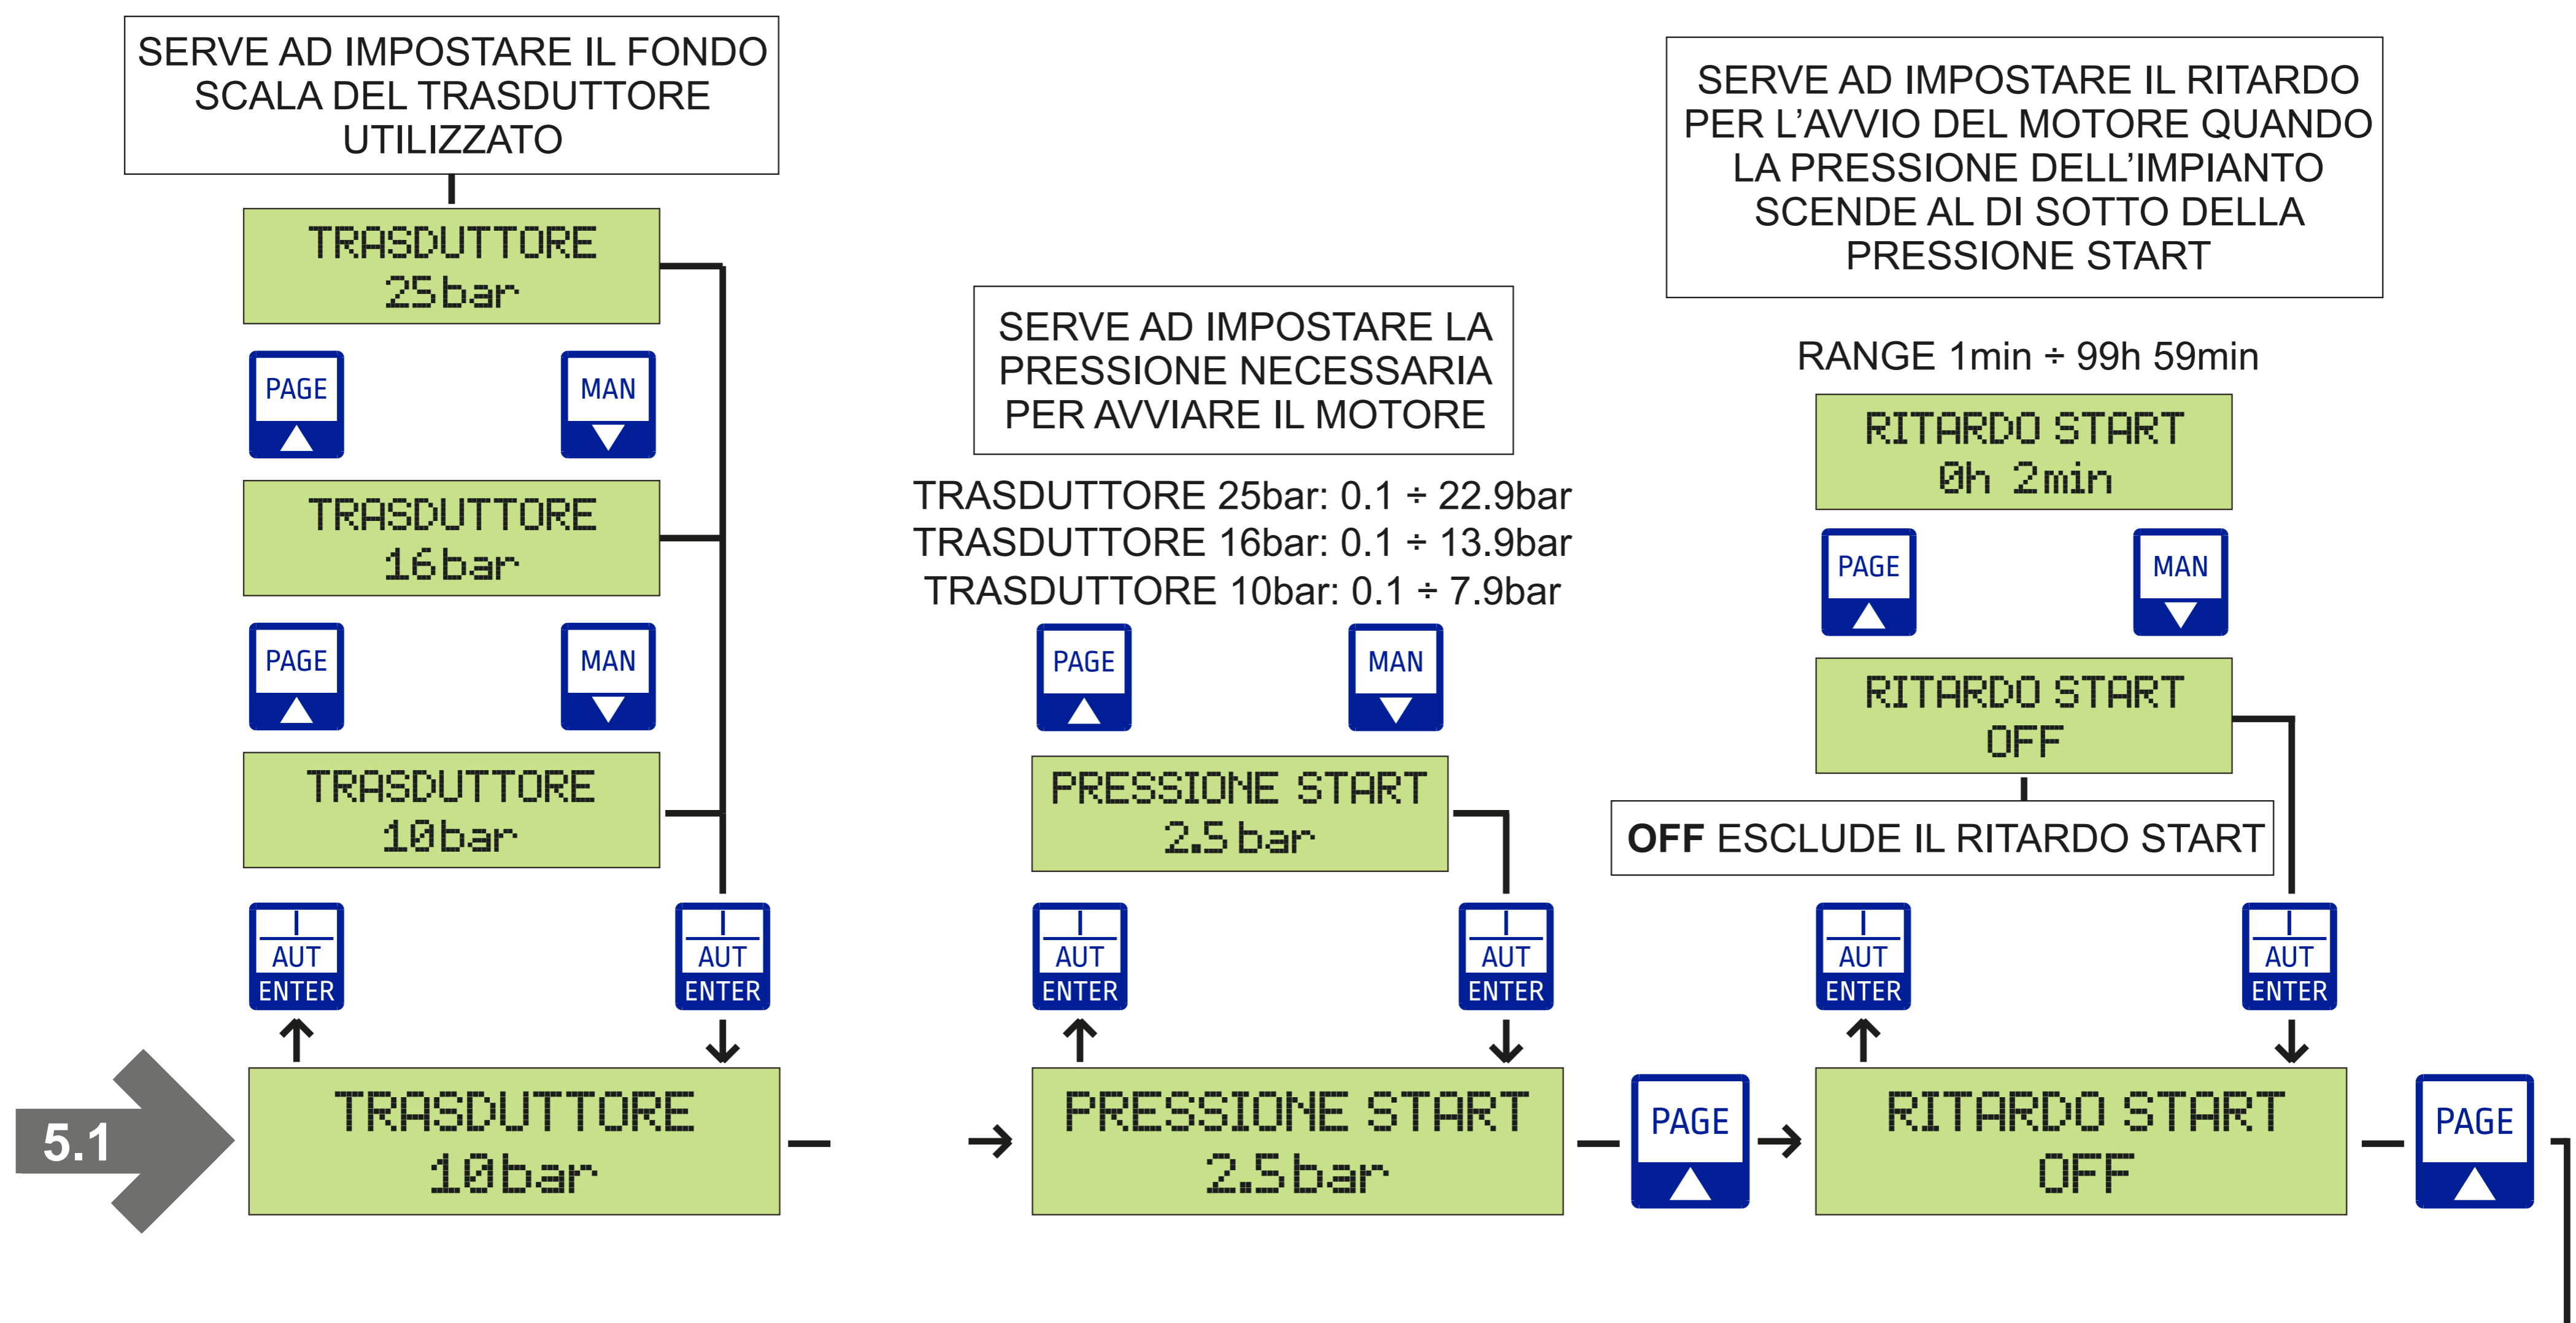 SERVE AD IMPOSTARE IL FONDO
SCALA DEL TRASDUTTORE
UTILIZZATO
TRASDUTTORE
25bar
PAGE
MAN
TRASDUTTORE
16bar
PAGE
MAN
TRASDUTTORE
10bar
I
AUT
ENTER
I
AUT
ENTER
5.1
TRASDUTTORE
10bar
SERVE AD IMPOSTARE LA
PRESSIONE NECESSARIA
PER AVVIARE IL MOTORE
TRASDUTTORE 25bar: 0.1 ÷ 22.9bar
TRASDUTTORE 16bar: 0.1 ÷ 13.9bar
TRASDUTTORE 10bar: 0.1 ÷ 7.9bar
PAGE
MAN
PRESSIONE START
2.5 bar
I
AUT
ENTER
I
AUT
ENTER
PRESSIONE START
2.5bar
PAGE
SERVE AD IMPOSTARE IL RITARDO
PER L'AVVIO DEL MOTORE QUANDO
LA PRESSIONE DELL'IMPIANTO
SCENDE AL DI SOTTO DELLA
PRESSIONE START
RANGE 1min ÷ 99h 59min
RITARDO START
0h 2min
PAGE
MAN
RITARDO START
OFF
OFF ESCLUDE IL RITARDO START
I
AUT
ENTER
I
AUT
ENTER
RITARDO START
OFF
PAGE